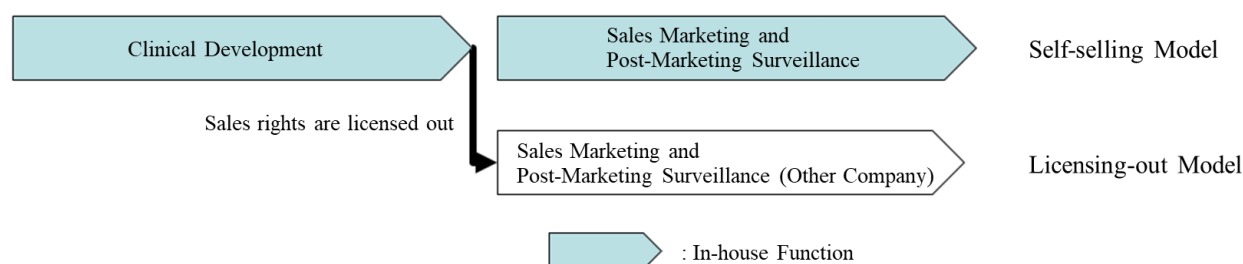 Clinical Development
Sales Marketing and
Post-Marketing Surveillance
Self-selling Model
Sales rights are licensed out
Sales Marketing and
Post-Marketing Surveillance (Other Company)
Licensing-out Model
: In-house Function